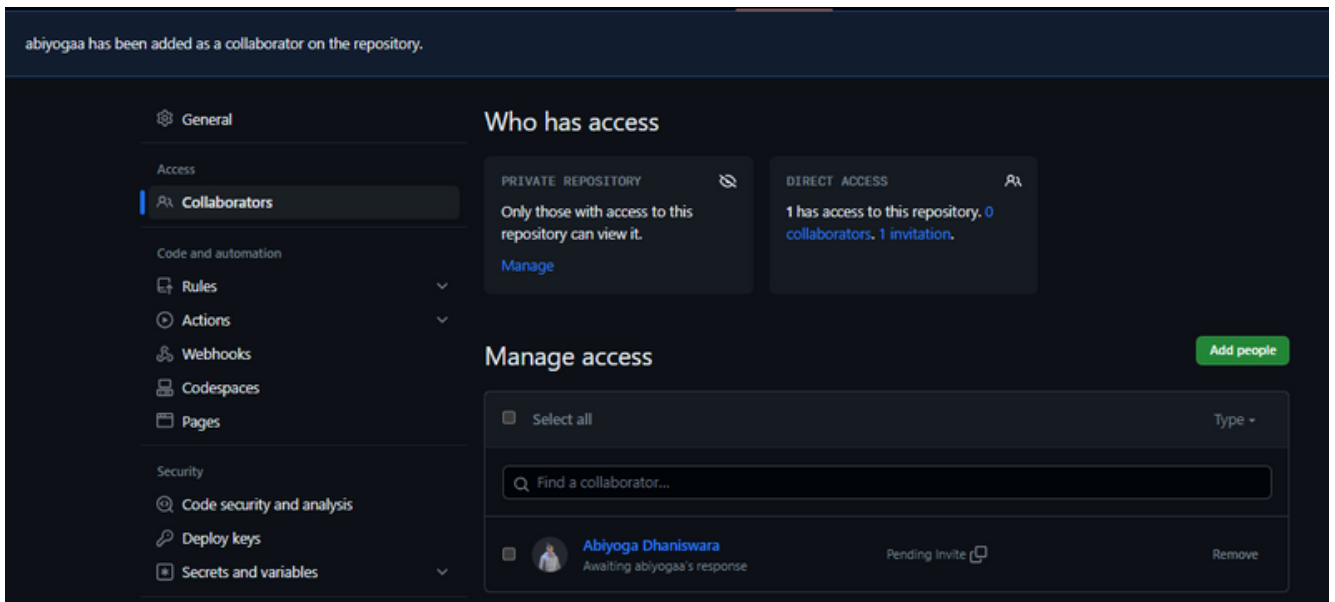 abiyogaa has been added as a collaborator on the repository.
General
Access
Collaborators
Code and automation
Rules
Actions
Webhooks
Codespaces
Pages
Security
Code security and analysis
Deploy keys
Secrets and variables
Who has access
PRIVATE REPOSITORY
Only those with access to this
repository can view it.
Manage
DIRECT ACCESS
1 has access to this repository. 0
collaborators. 1 invitation.
Manage access
Add people
Select all
Type
Find a collaborator...
Abiyoga Dhaniswara
Awaiting abiyogaa's response
Pending Invite
Remove